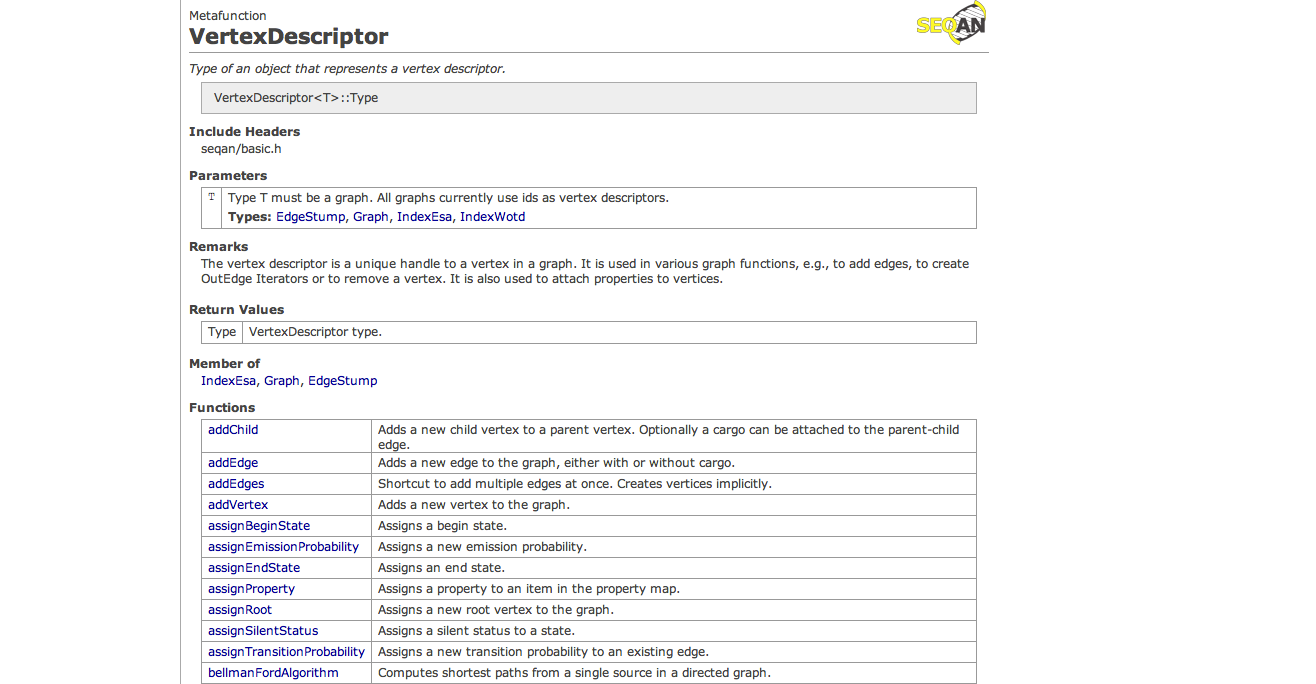 Metafunction
VertexDescriptor
SEQAN
Type of an object that represents a vertex descriptor.
VertexDescriptor<T>::Type
Include Headers
seqan/basic.h
Parameters
T Type T must be a graph. All graphs currently use ids as vertex descriptors.
Types: EdgeStump, Graph, IndexEsa, IndexWotd
Remarks
The vertex descriptor is a unique handle to a vertex in a graph. It is used in various graph functions, e.g., to add edges, to create
OutEdge Iterators or to remove a vertex. It is also used to attach properties to vertices.
Return Values
Type VertexDescriptor type.
Member of
IndexEsa, Graph, EdgeStump
Functions
addChild Adds a new child vertex to a parent vertex. Optionally a cargo can be attached to the parent-child
edge.
addEdge Adds a new edge to the graph, either with or without cargo.
addEdges Shortcut to add multiple edges at once. Creates vertices implicitly.
addVertex Adds a new vertex to the graph.
assignBeginState Assigns a begin state.
assignEmissionProbability Assigns a new emission probability.
assignEndState Assigns an end state.
assignProperty Assigns a property to an item in the property map.
assignRoot Assigns a new root vertex to the graph.
assignSilentStatus Assigns a silent status to a state.
assignTransitionProbability Assigns a new transition probability to an existing edge.
bellmanFordAlgorithm Computes shortest paths from a single source in a directed graph.